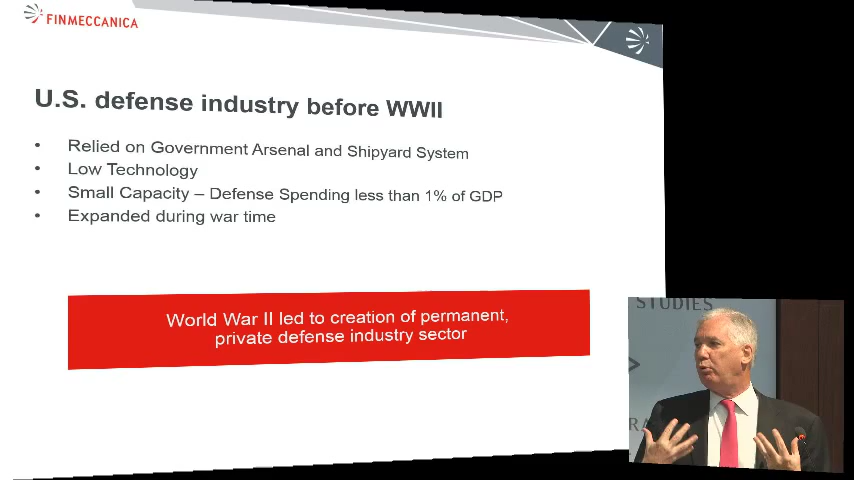 FINMECCANICA
U.S. defense industry before WWII
• Relied on Government Arsenal and Shipyard System
• Low Technology
• Small Capacity – Defense Spending less than 1% of GDP
• Expanded during war time
World War II led to creation of permanent,
private defense industry sector
STUDIES